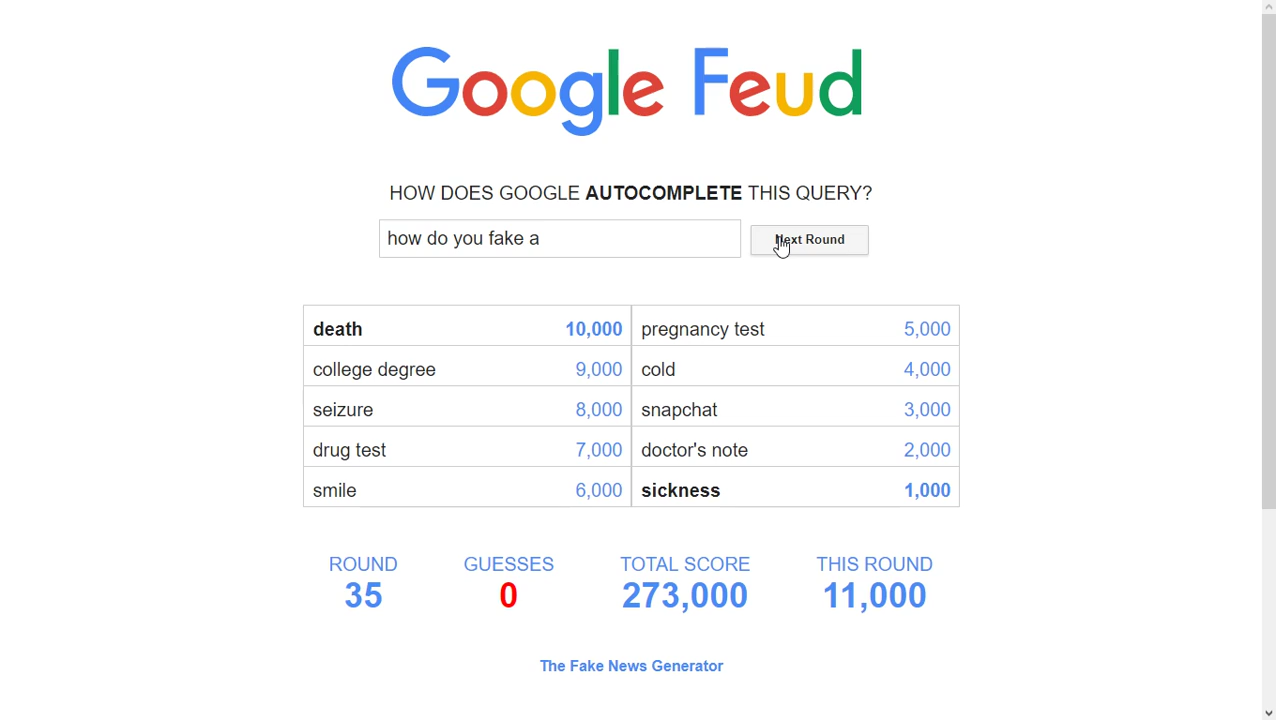 Google Feud
HOW DOES GOOGLE AUTOCOMPLETE THIS QUERY?
how do you fake a
Next Round
death 10,000 pregnancy test 5,000
college degree 9,000 cold 4,000
seizure 8,000 snapchat 3,000
drug test 7,000 doctor's note 2,000
smile 6,000 sickness 1,000
ROUND GUESSES TOTAL SCORE THIS ROUND
35 0 273,000 11,000
The Fake News Generator